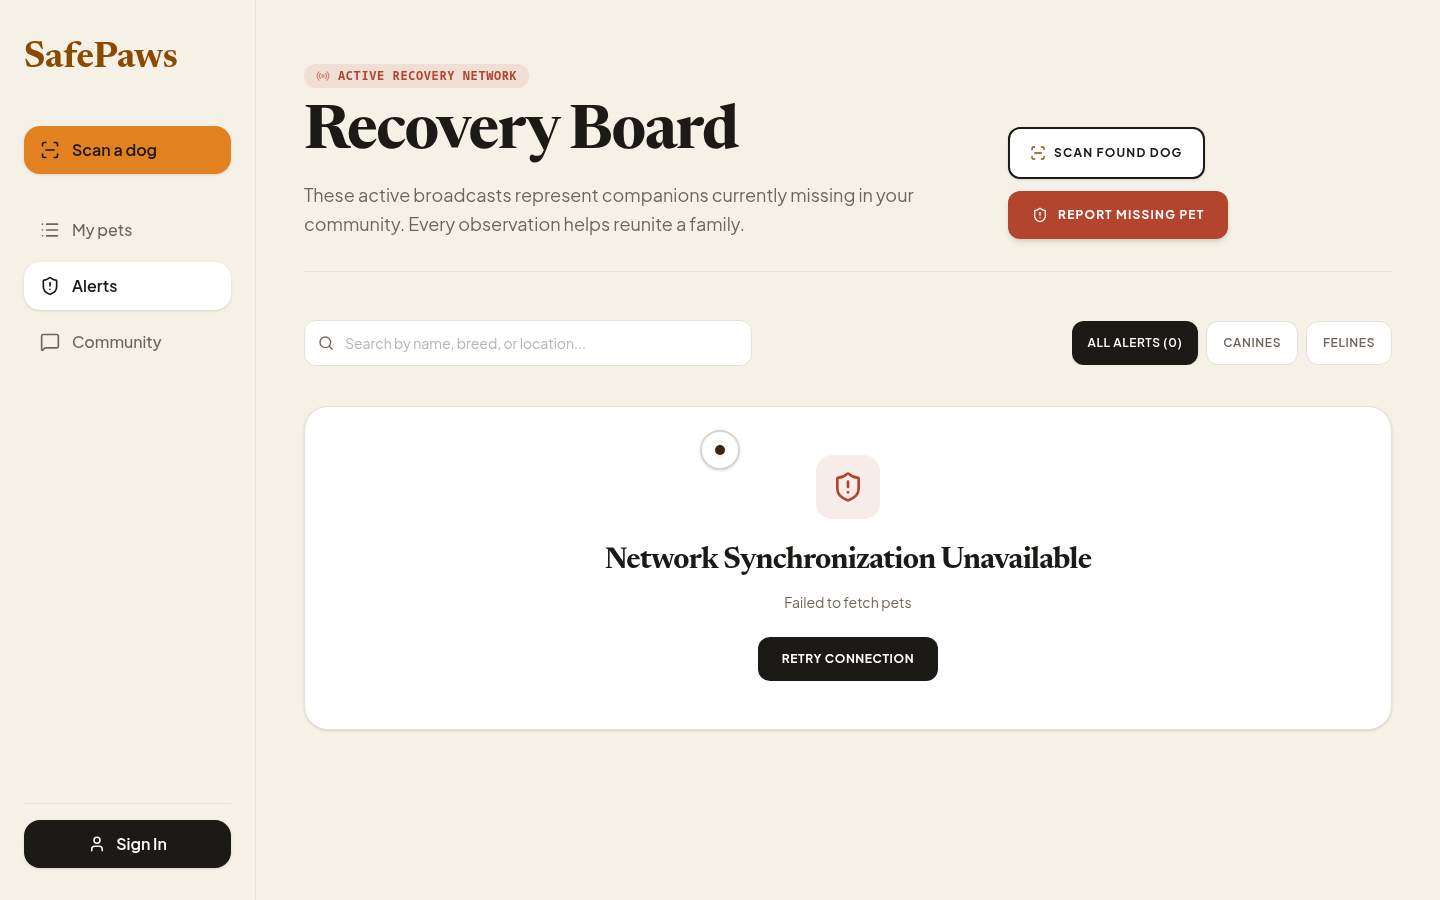 SafePaws
Scan a dog
My pets
Alerts
Community
Sign In
ACTIVE RECOVERY NETWORK
Recovery Board
These active broadcasts represent companions currently missing in your
community. Every observation helps reunite a family.
SCAN FOUND DOG
REPORT MISSING PET
Search by name, breed, or location...
ALL ALERTS (0)
CANINES
FELINES
Network Synchronization Unavailable
Failed to fetch pets
RETRY CONNECTION